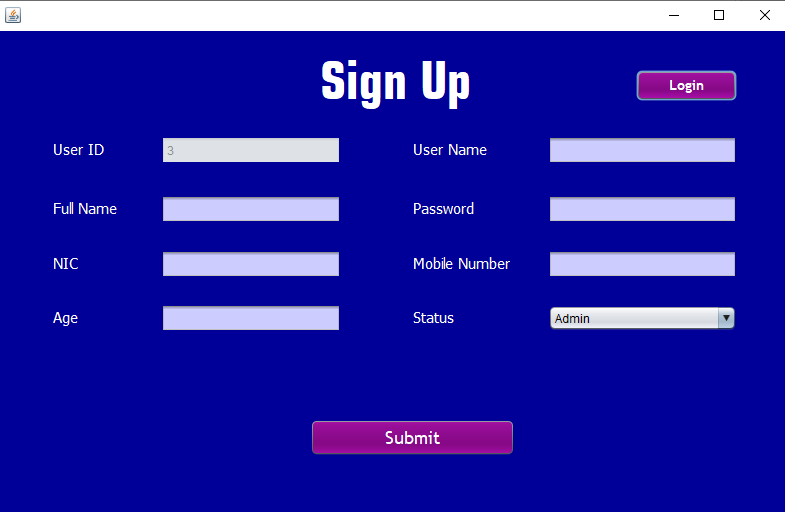 Sign Up
Login
User ID 3 User Name
Full Name Password
NIC Mobile Number
Age Status Admin
Submit